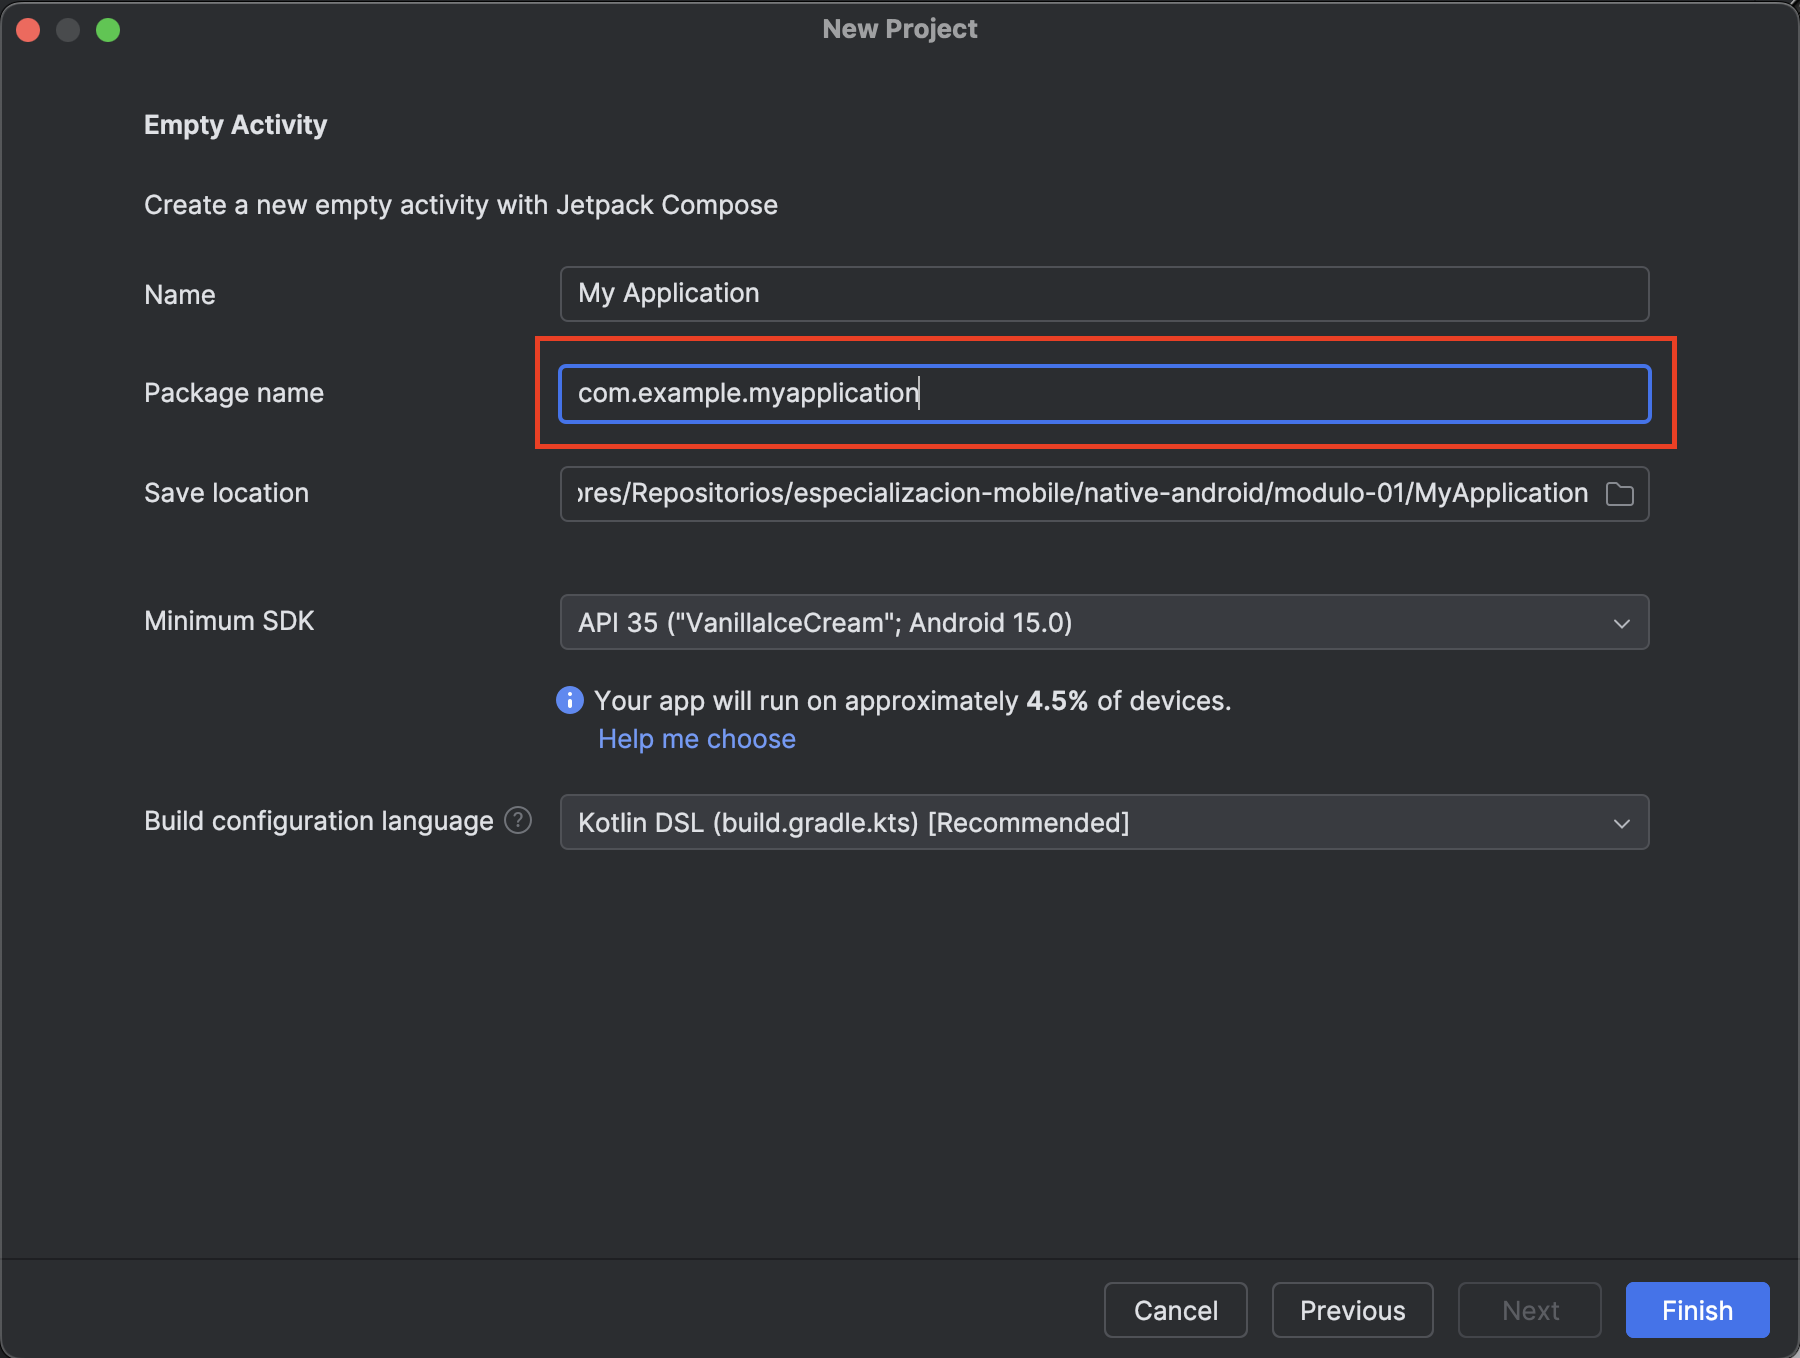 New Project
Empty Activity
Create a new empty activity with Jetpack Compose
Name My Application
Package name com.example.myapplication
Save location res/Repositorios/especializacion-mobile/native-android/modulo-01/MyApplication
Minimum SDK API 35 ("VanillaIceCream"; Android 15.0)
Your app will run on approximately 4.5% of devices.
Help me choose
Build configuration language ? Kotlin DSL (build.gradle.kts) [Recommended]
Cancel Previous Next Finish